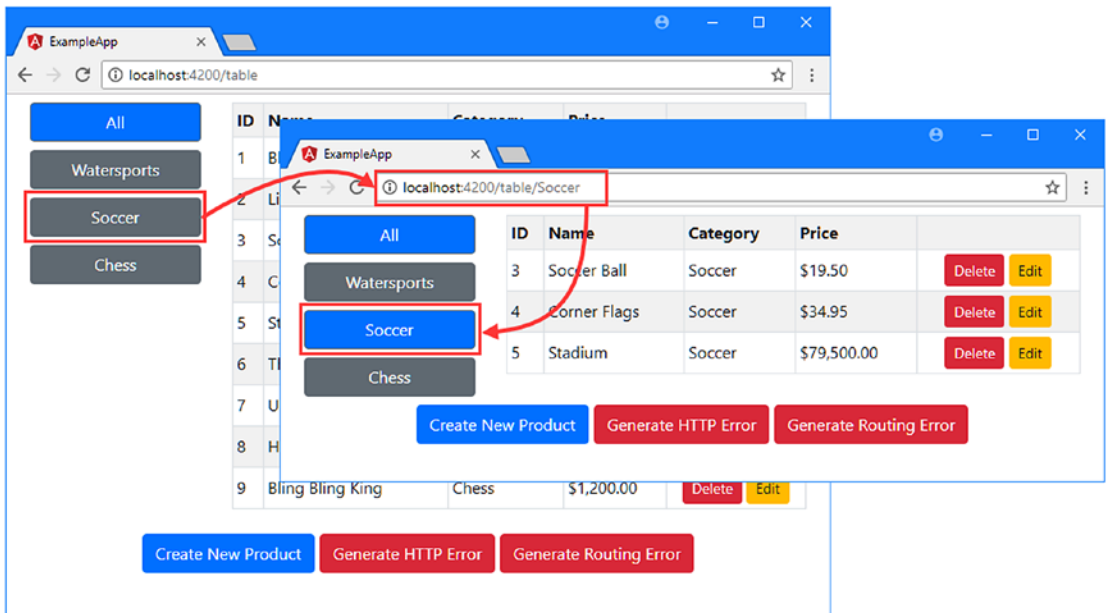 ExampleApp
localhost:4200/table
All
Watersports
Soccer
Chess
ID
1
2
3
4
5
6
7
8
9 Bling Bling King Chess $1,200.00 Delete Edit
Create New Product Generate HTTP Error Generate Routing Error
ExampleApp
localhost:4200/table/Soccer
All
Watersports
Soccer
Chess
ID Name Category Price
3 Soccer Ball Soccer $19.50 Delete Edit
4 Corner Flags Soccer $34.95 Delete Edit
5 Stadium Soccer $79,500.00 Delete Edit
Create New Product Generate HTTP Error Generate Routing Error